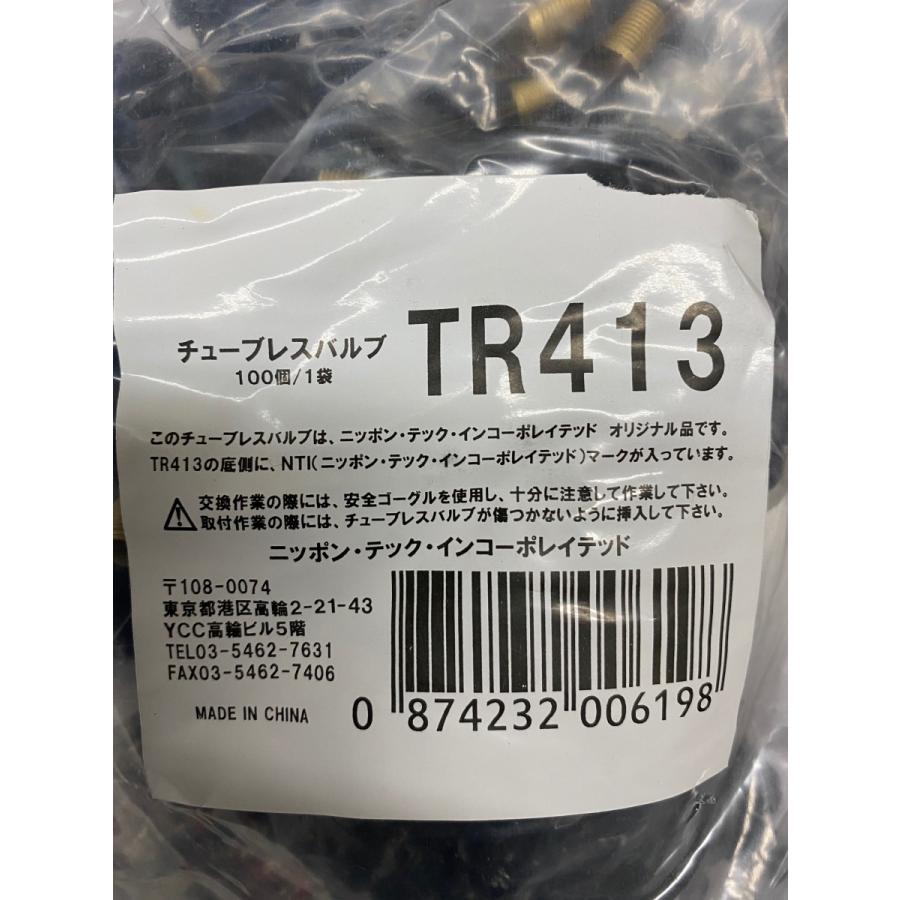 チューブレスバルブ TR413
100個/1袋
このチューブレスバルブは、ニッポン・テック・インコーポレイテッド オリジナル品です。
TR413の底側に、NTI(ニッポン・テック・インコーポレイテッド)マークが入っています。
交換作業の際には、安全ゴーグルを使用し、十分に注意して作業して下さい。
取付作業の際には、チューブレスバルブが傷つかないように挿入して下さい。
ニッポン・テック・インコーポレイテッド
〒108-0074
東京都港区高輪2-21-43
YCC高輪ビル5階
TEL03-5462-7631
FAX03-5462-7406
MADE IN CHINA
0 874232 006198